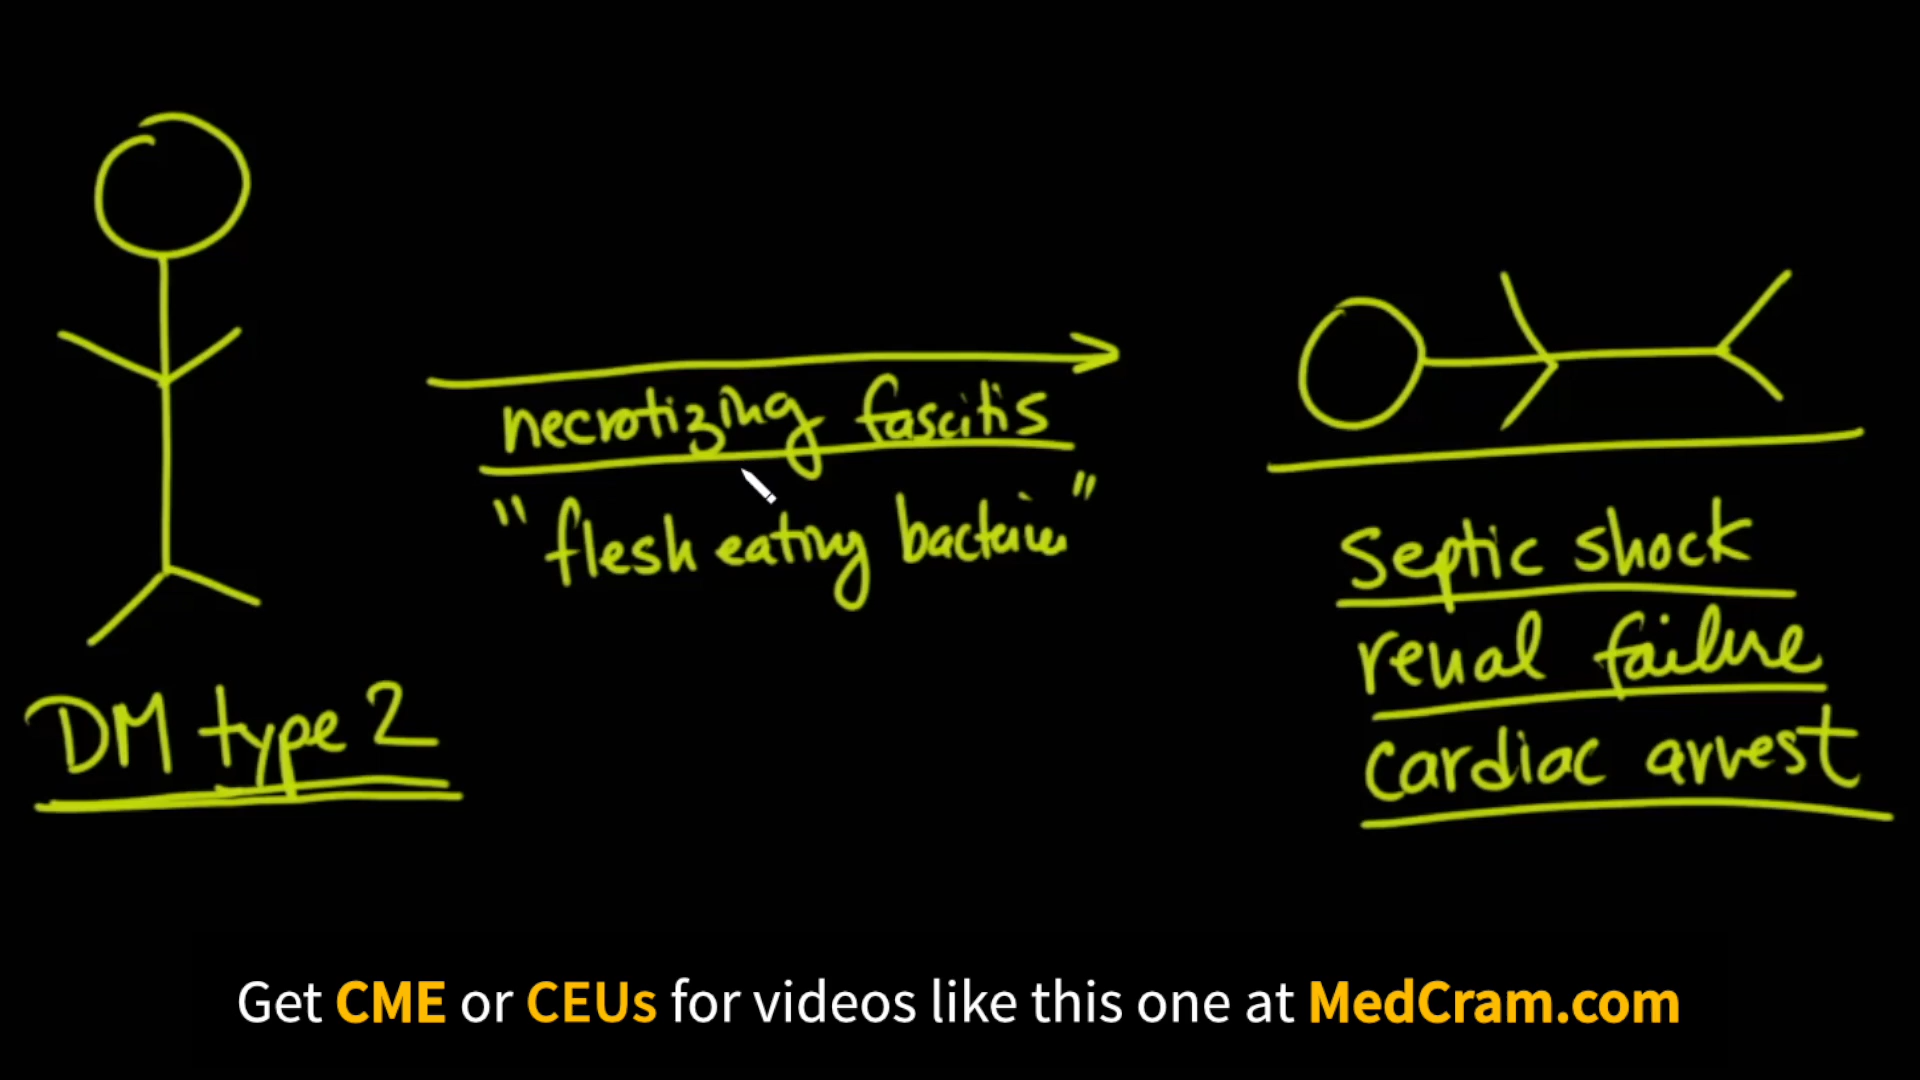 necrotizing fascitis
"flesh eating bacteria"
septic shock
renal failure
cardiac arrest
DM type 2
Get CME or CEUs for videos like this one at MedCram.com